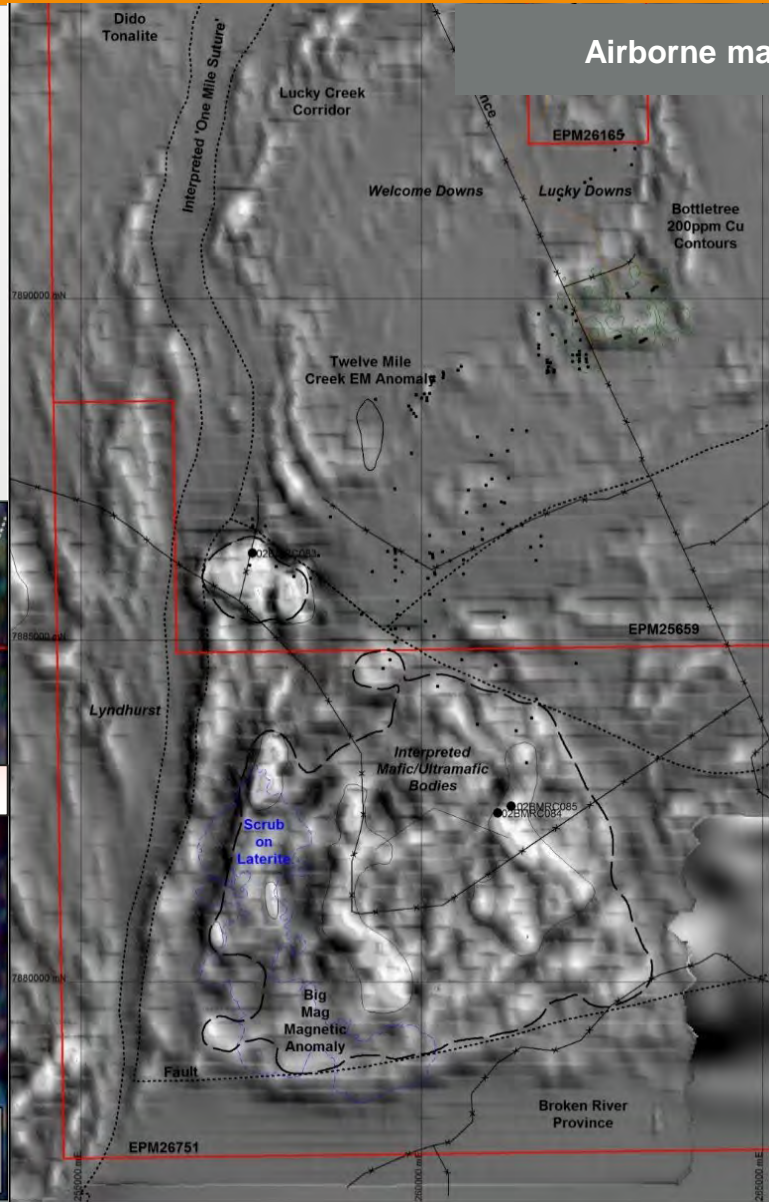 Airborne ma
Dido
Tonalite
Interpreted 'One Mile Suture'
Lucky Creek
Corridor
EPM26165
Welcome Downs
Lucky Downs
Bottletree
200ppm Cu
Contours
7890000 mN
Twelve Mile
Creek EM Anomaly
7885000 mN
EPM25659
Lyndhurst
Interpreted
Mafic/Ultramafic
Bodies
02BMRC085
02BMRC084
Scrub
on
Laterite
7880000 mN
Big
Mag
Magnetic
Anomaly
Fault
Broken River
Province
EPM26751